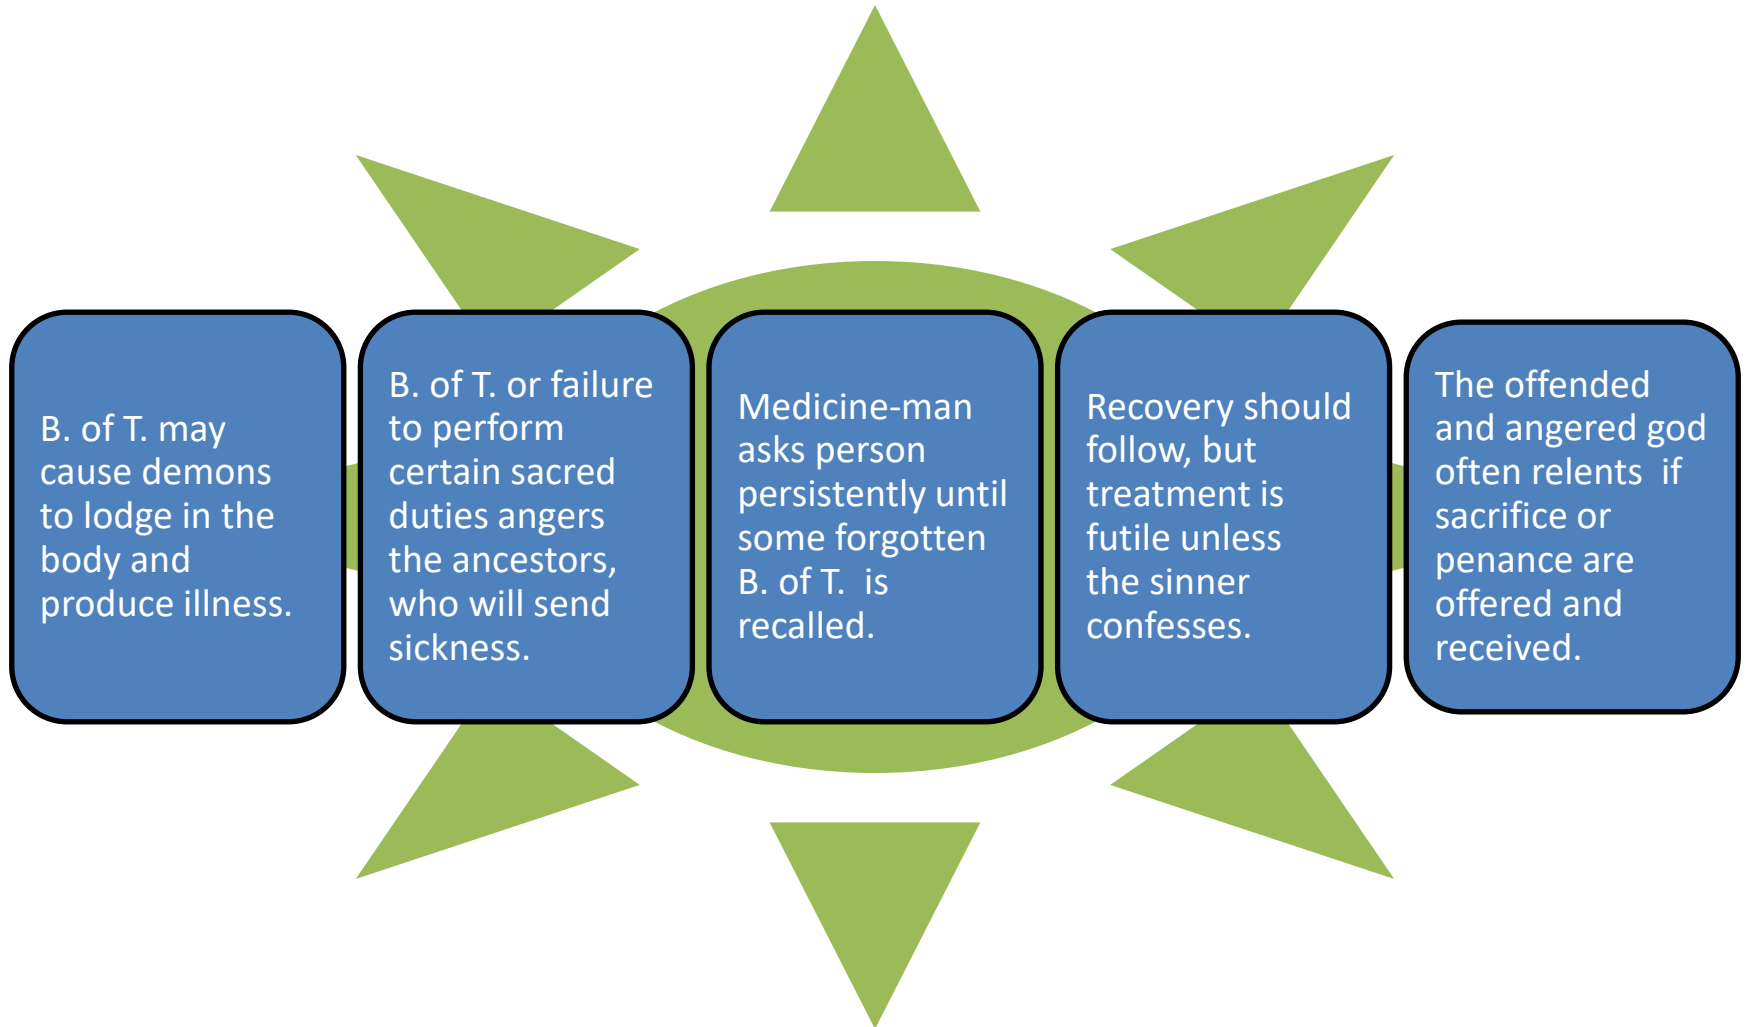 B. of T. may
cause demons
to lodge in the
body and
produce illness.
B. of T. or failure
to perform
certain sacred
duties angers
the ancestors,
who will send
sickness.
Medicine-man
asks person
persistently until
some forgotten
B. of T.  is
recalled.
Recovery should
follow, but
treatment is
futile unless
the sinner
confesses.
The offended
and angered god
often relents  if
sacrifice or
penance are
offered and
received.